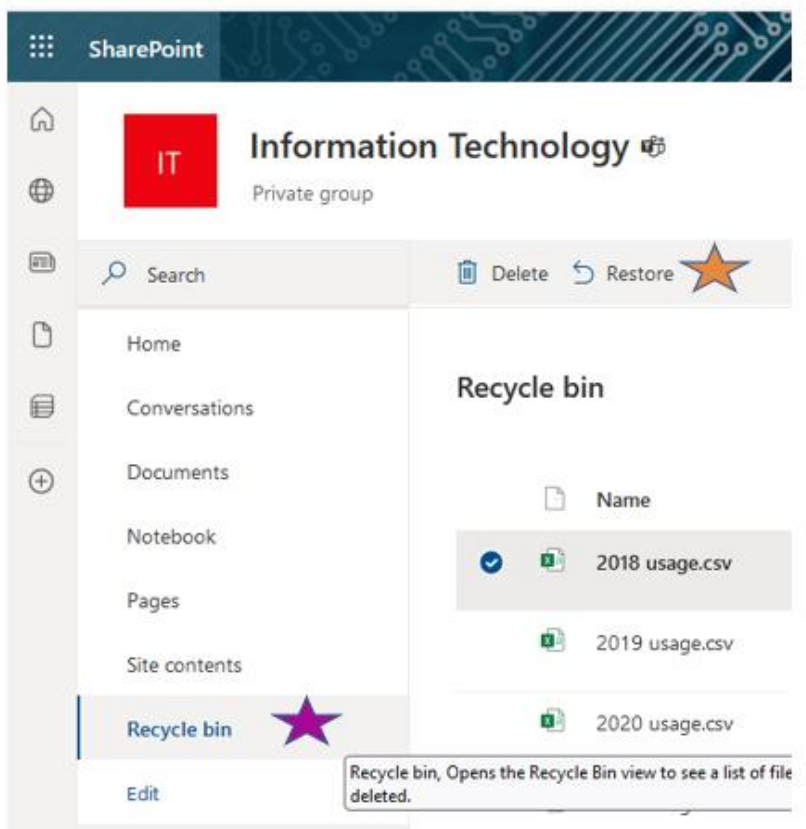 SharePoint
IT
Information Technology
Private group
Search
Delete
Restore
Home
Conversations
Documents
Notebook
Pages
Site contents
Recycle bin
Edit
Recycle bin
Name
2018 usage.csv
2019 usage.csv
2020 usage.csv
Recycle bin, Opens the Recycle Bin view to see a list of file
deleted.